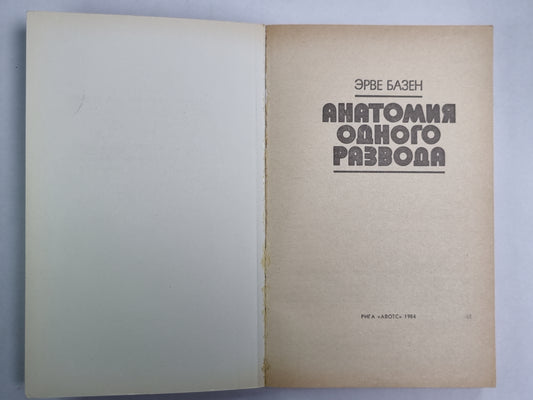 ЭРВЕ БАЗЕН
АНАТОМИЯ
ОДНОГО
РАЗВОДА
РИГА «АВОТС» 1984